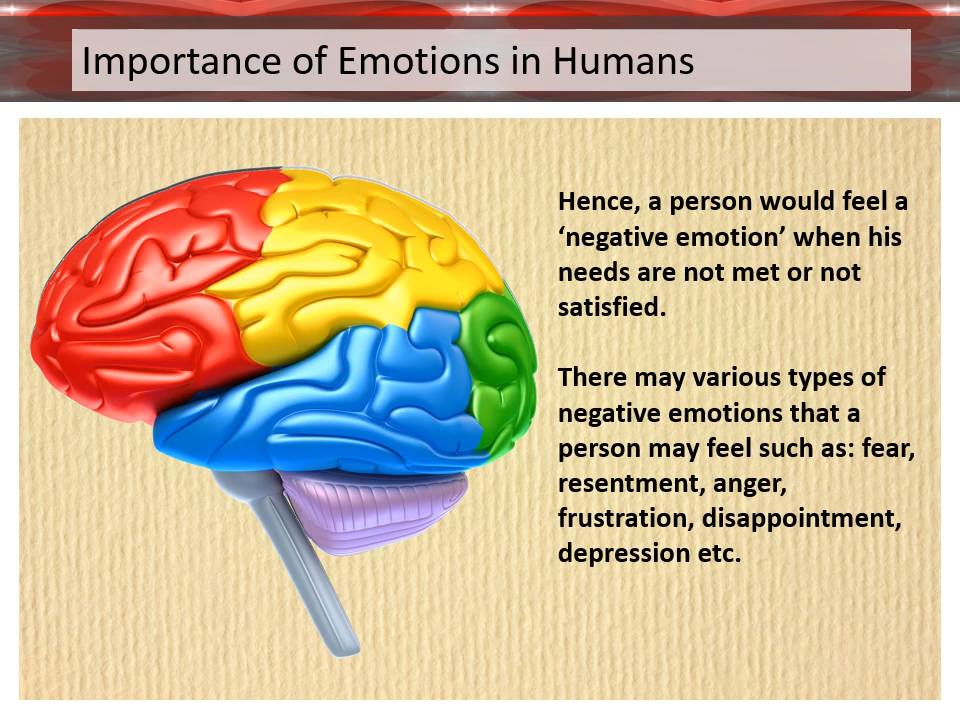 Importance of Emotions in Humans
Hence, a person would feel a
‘negative emotion’ when his
needs are not met or not
satisfied.
There may various types of
negative emotions that a
person may feel such as: fear,
resentment, anger,
frustration, disappointment,
depression etc.